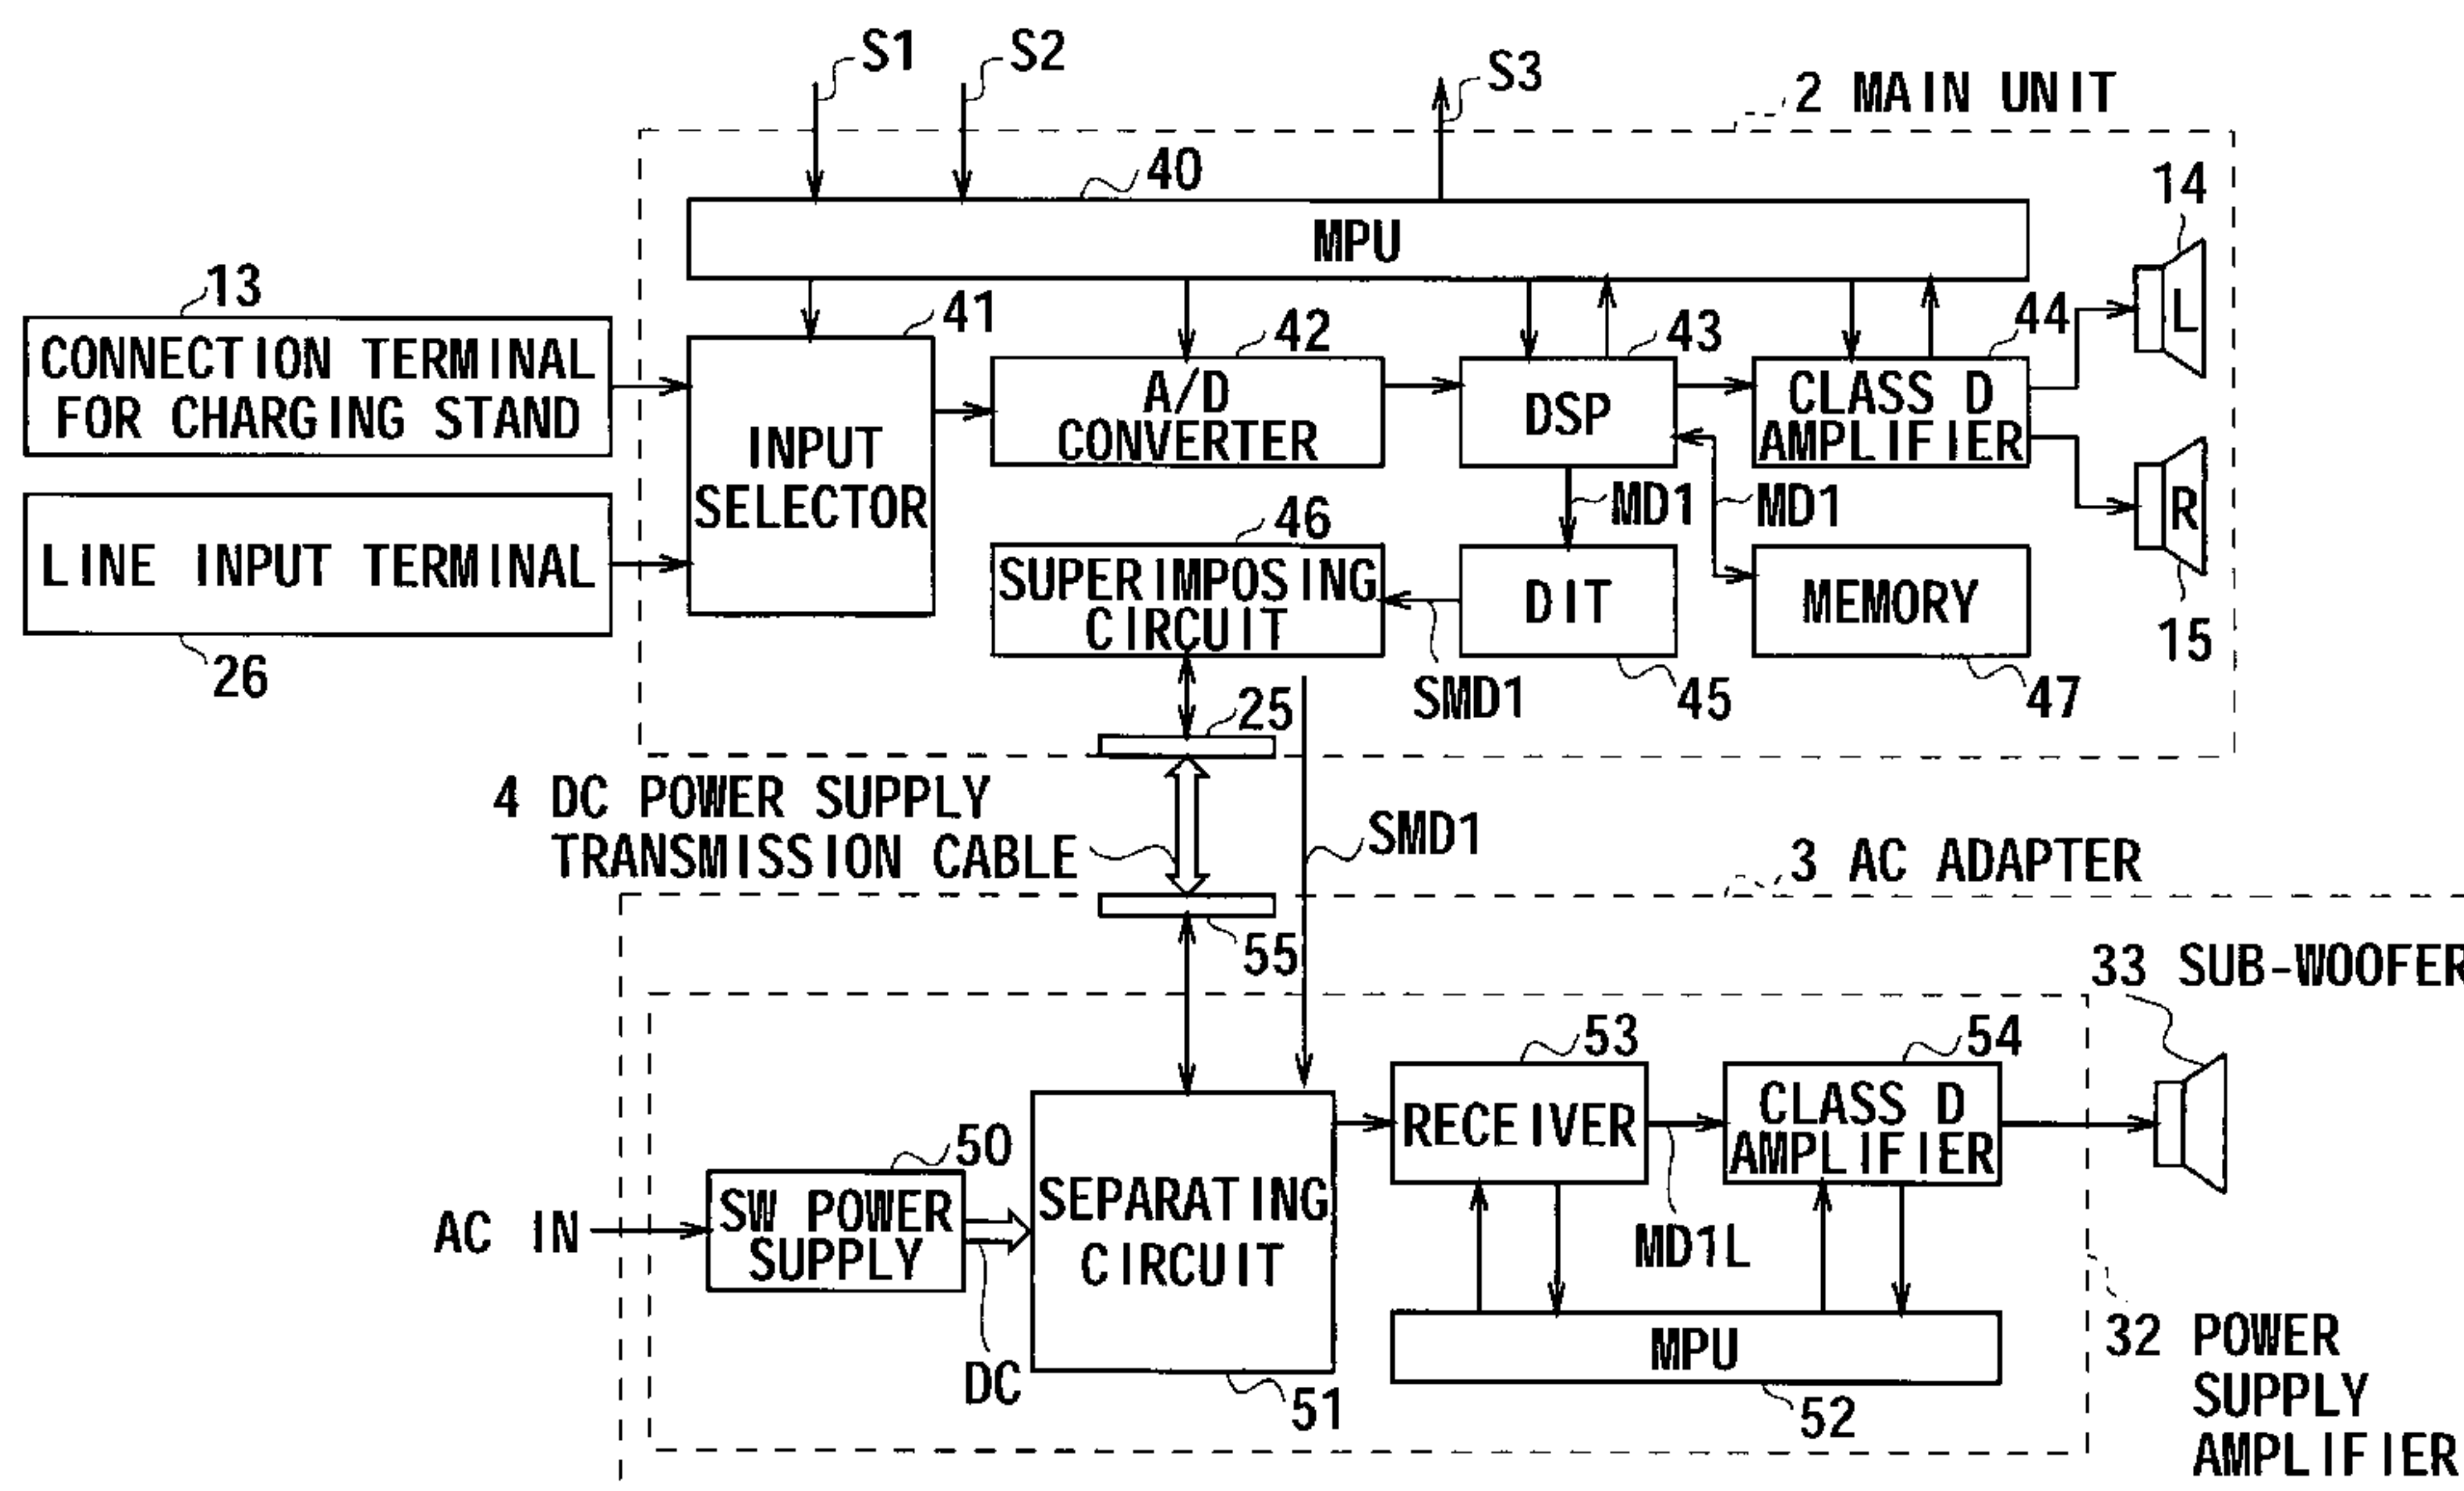 S1
S2
S3
2 MAIN UNIT
40
MPU
14
L
13
CONNECTION TERMINAL
FOR CHARGING STAND
41
INPUT
SELECTOR
42
A/D
CONVERTER
43
DSP
44
CLASS D
AMPLIFIER
R
15
LINE INPUT TERMINAL
26
46
SUPERIMPOSING
CIRCUIT
MD1
MD1
DIT
MEMORY
SMD1
45
47
25
4 DC POWER SUPPLY
TRANSMISSION CABLE
SMD1
3 AC ADAPTER
55
33 SUB-WOOFER
53
RECEIVER
54
CLASS D
AMPLIFIER
50
SW POWER
SUPPLY
AC IN
SEPARATING
CIRCUIT
MD1L
DC
51
MPU
52
32 POWER
SUPPLY
AMPLIFIER